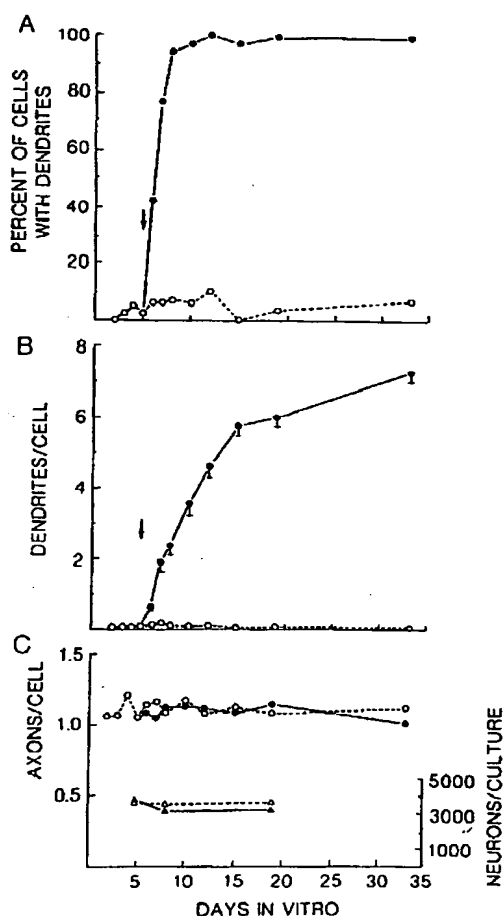 A
PERCENT OF CELLS
WITH DENDRITES
100
80
60
40
20
B
DENDRITES/CELL
8
6
4
2
C
AXONS/CELL
1.5
1.0
0.5
NEURONS/CULTURE
5000
3000
1000
5 10 15 20 25 30 35
DAYS IN VITRO